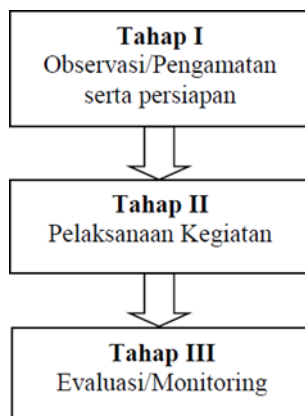 Tahap I
Observasi/Pengamatan
serta persiapan
Tahap II
Pelaksanaan Kegiatan
Tahap III
Evaluasi/Monitoring